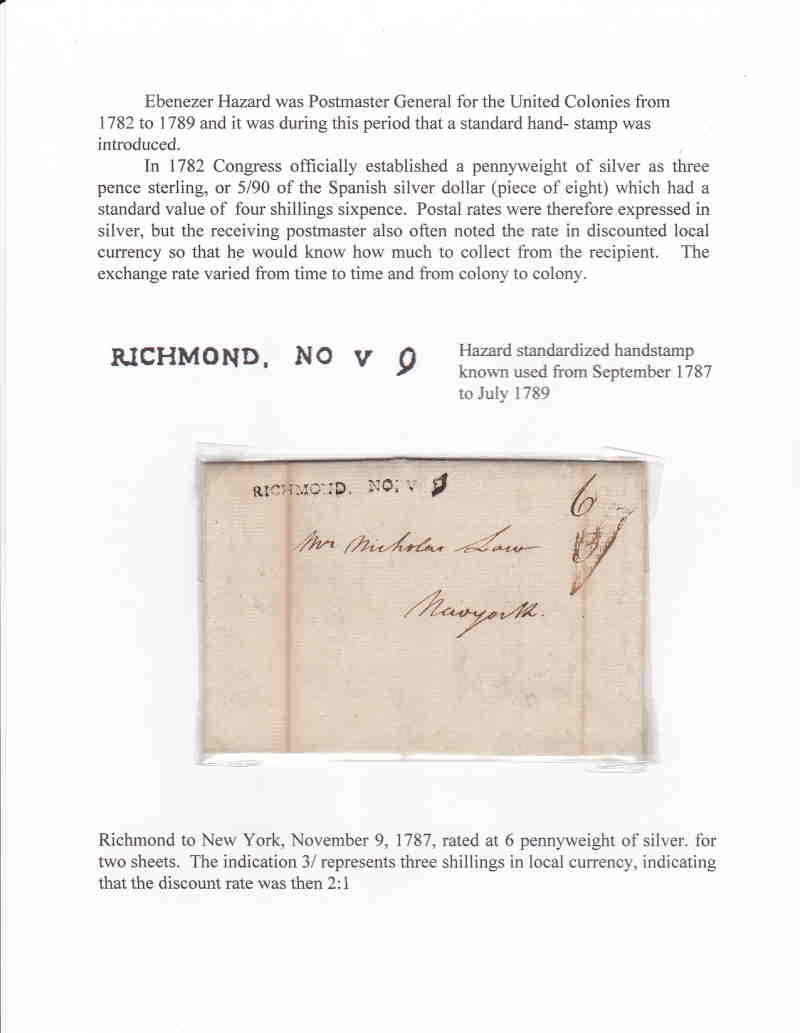 Ebenezer Hazard was Postmaster General for the United Colonies from
1782 to 1789 and it was during this period that a standard hand- stamp was
introduced.
In 1782 Congress officially established a pennyweight of silver as three
pence sterling, or 5/90 of the Spanish silver dollar (piece of eight) which had a
standard value of four shillings sixpence. Postal rates were therefore expressed in
silver, but the receiving postmaster also often noted the rate in discounted local
currency so that he would know how much to collect from the recipient. The
exchange rate varied from time to time and from colony to colony.
RICHMOND, NO V 9
Hazard standardized handstamp
known used from September 1787
to July 1789
RICHMOND, NO, V 9
6
Mr Nicholas Low
3/
Newyork.
Richmond to New York, November 9, 1787, rated at 6 pennyweight of silver. for
two sheets. The indication 3/ represents three shillings in local currency, indicating
that the discount rate was then 2:1